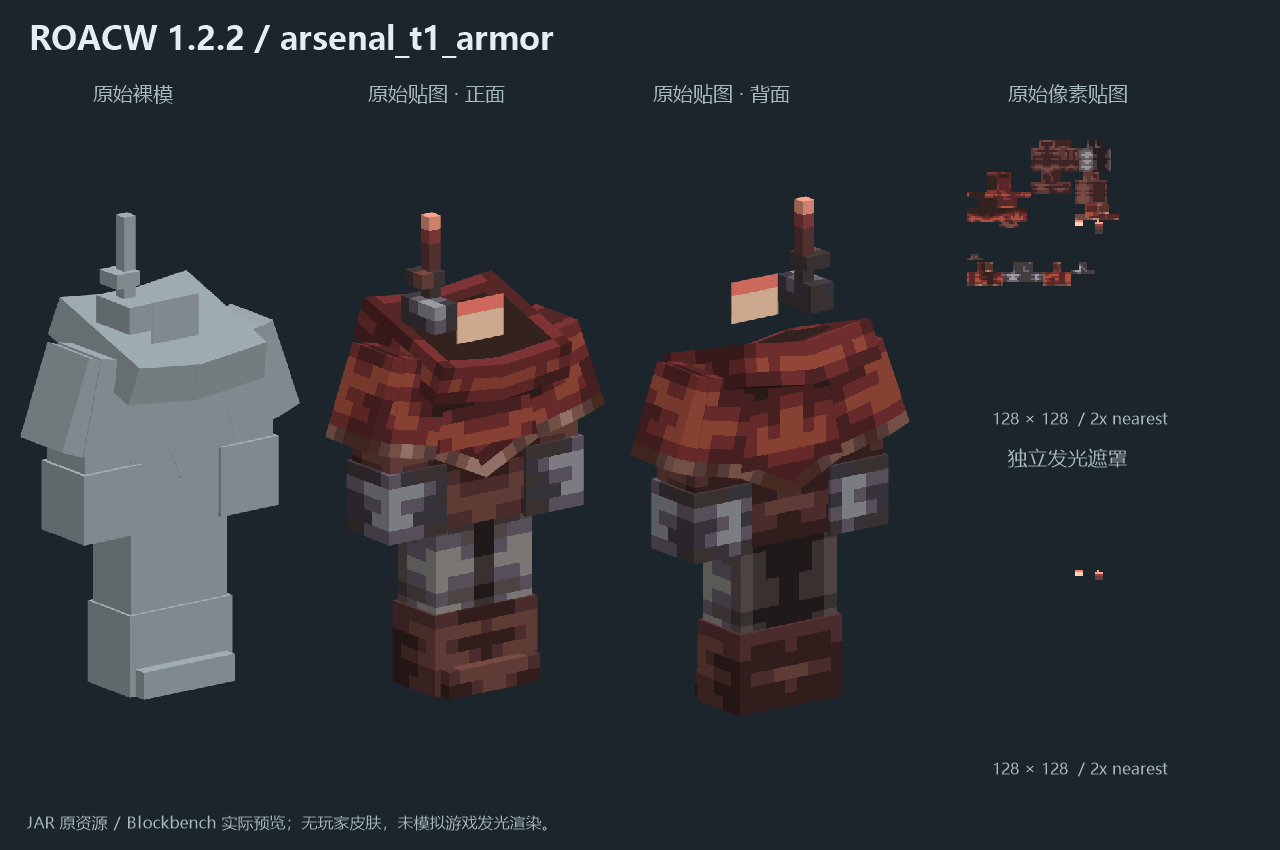 ROACW 1.2.2 / arsenal_t1_armor
原始裸模
原始贴图 · 正面
原始贴图 · 背面
原始像素贴图
128 × 128 / 2x nearest
独立发光遮罩
128 × 128 / 2x nearest
JAR 原资源 / Blockbench 实际预览；无玩家皮肤，未模拟游戏发光渲染。